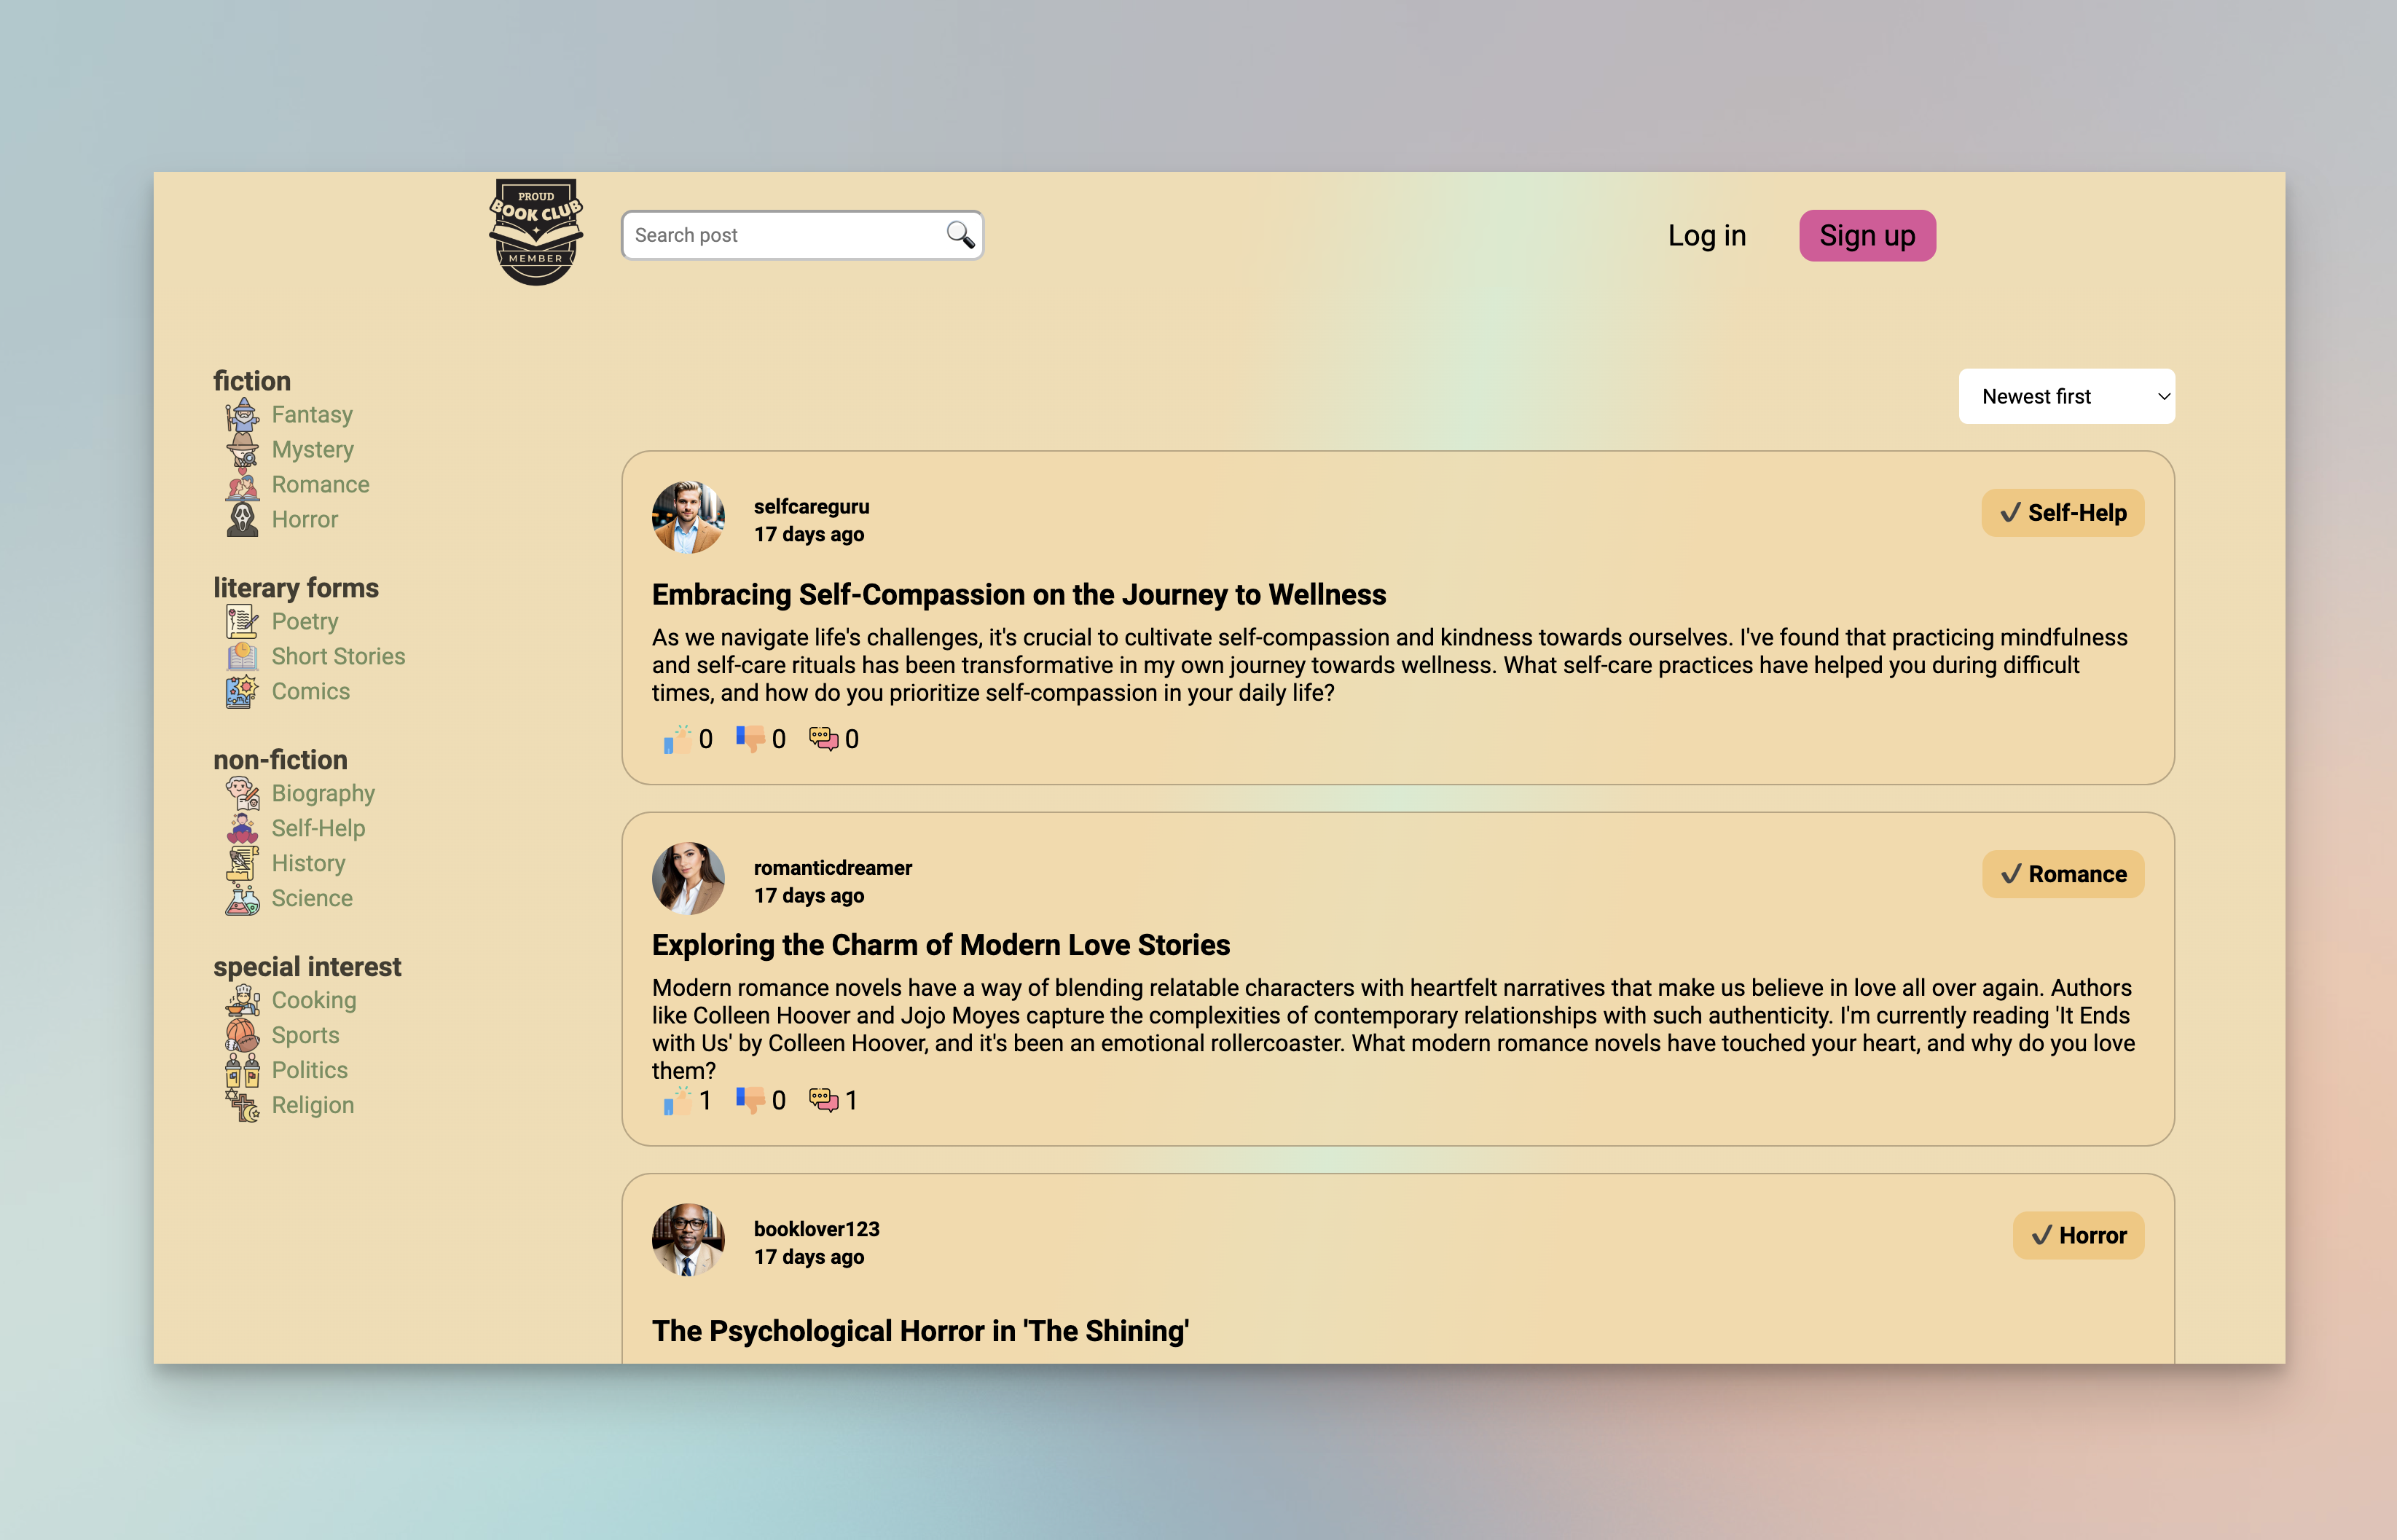 PROUD
BOOK CLUB
MEMBER
Search post
Log in
Sign up
Newest first
fiction
Fantasy
Mystery
Romance
Horror
literary forms
Poetry
Short Stories
Comics
non-fiction
Biography
Self-Help
History
Science
special interest
Cooking
Sports
Politics
Religion
selfcareguru
17 days ago
Self-Help
Embracing Self-Compassion on the Journey to Wellness
As we navigate life's challenges, it's crucial to cultivate self-compassion and kindness towards ourselves. I've found that practicing mindfulness
and self-care rituals has been transformative in my own journey towards wellness. What self-care practices have helped you during difficult
times, and how do you prioritize self-compassion in your daily life?
0 0 0
romanticdreamer
17 days ago
Romance
Exploring the Charm of Modern Love Stories
Modern romance novels have a way of blending relatable characters with heartfelt narratives that make us believe in love all over again. Authors
like Colleen Hoover and Jojo Moyes capture the complexities of contemporary relationships with such authenticity. I'm currently reading 'It Ends
with Us' by Colleen Hoover, and it's been an emotional rollercoaster. What modern romance novels have touched your heart, and why do you love
them?
1 0 1
booklover123
17 days ago
Horror
The Psychological Horror in 'The Shining'